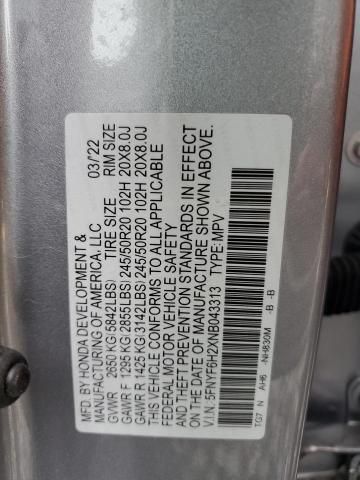 MFD. BY HONDA DEVELOPMENT &
MANUFACTURING OF AMERICA, LLC 03/'22
GVWR 2650 KG(5842LBS) TIRE SIZE RIM SIZE
GAWR F 1295 KG(2855LBS)245/50R20 102H 20X8.0J
GAWR R 1425 KG(3142LBS)245/50R20 102H 20X8.0J
THIS VEHICLE CONFORMS TO ALL APPLICABLE
FEDERAL MOTOR VEHICLE SAFETY
AND THEFT PREVENTION STANDARDS IN EFFECT
ON THE DATE OF MANUFACTURE SHOWN ABOVE.
V.I.N. 5FNYF6H2XNB043313 TYPE: MPV
TG7 N AH6 -NH830M -B -B